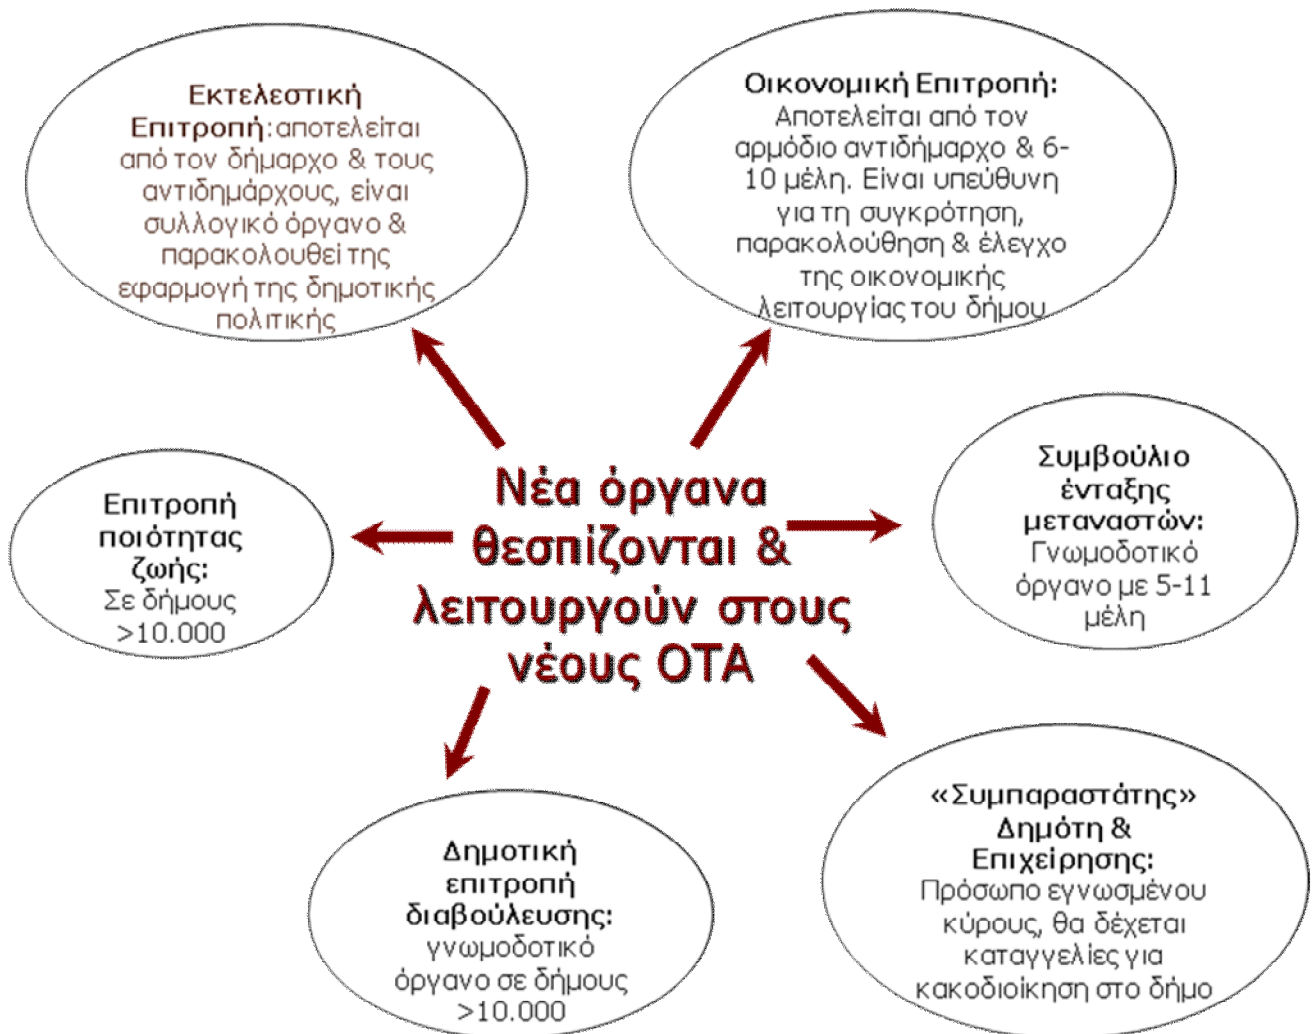 Εκτελεστική
Επιτροπή:αποτελείται
από τον δήμαρχο & τους
αντιδημάρχους, είναι
συλλογικό όργανο &
παρακολουθεί της
εφαρμογή της δημοτικής
πολιτικής
Οικονομική Επιτροπή:
Αποτελείται από τον
αρμόδιο αντιδήμαρχο & 6-
10 μέλη. Είναι υπεύθυνη
για τη συγκρότηση,
παρακολούθηση & έλεγχο
της οικονομικής
λειτουργίας του δήμου
Επιτροπή
ποιότητας
ζωής:
Σε δήμους
>10.000
Νέα όργανα
θεσπίζονται &
λειτουργούν στους
νέους ΟΤΑ
Συμβούλιο
ένταξης
μεταναστών:
Γνωμοδοτικό
όργανο με 5-11
μέλη
Δημοτική
επιτροπή
διαβούλευσης:
γνωμοδοτικό
όργανο σε δήμους
>10.000
«Συμπαραστάτης»
Δημότη &
Επιχείρησης:
Πρόσωπο εγνωσμένου
κύρους, θα δέχεται
καταγγελίες για
κακοδιοίκηση στο δήμο